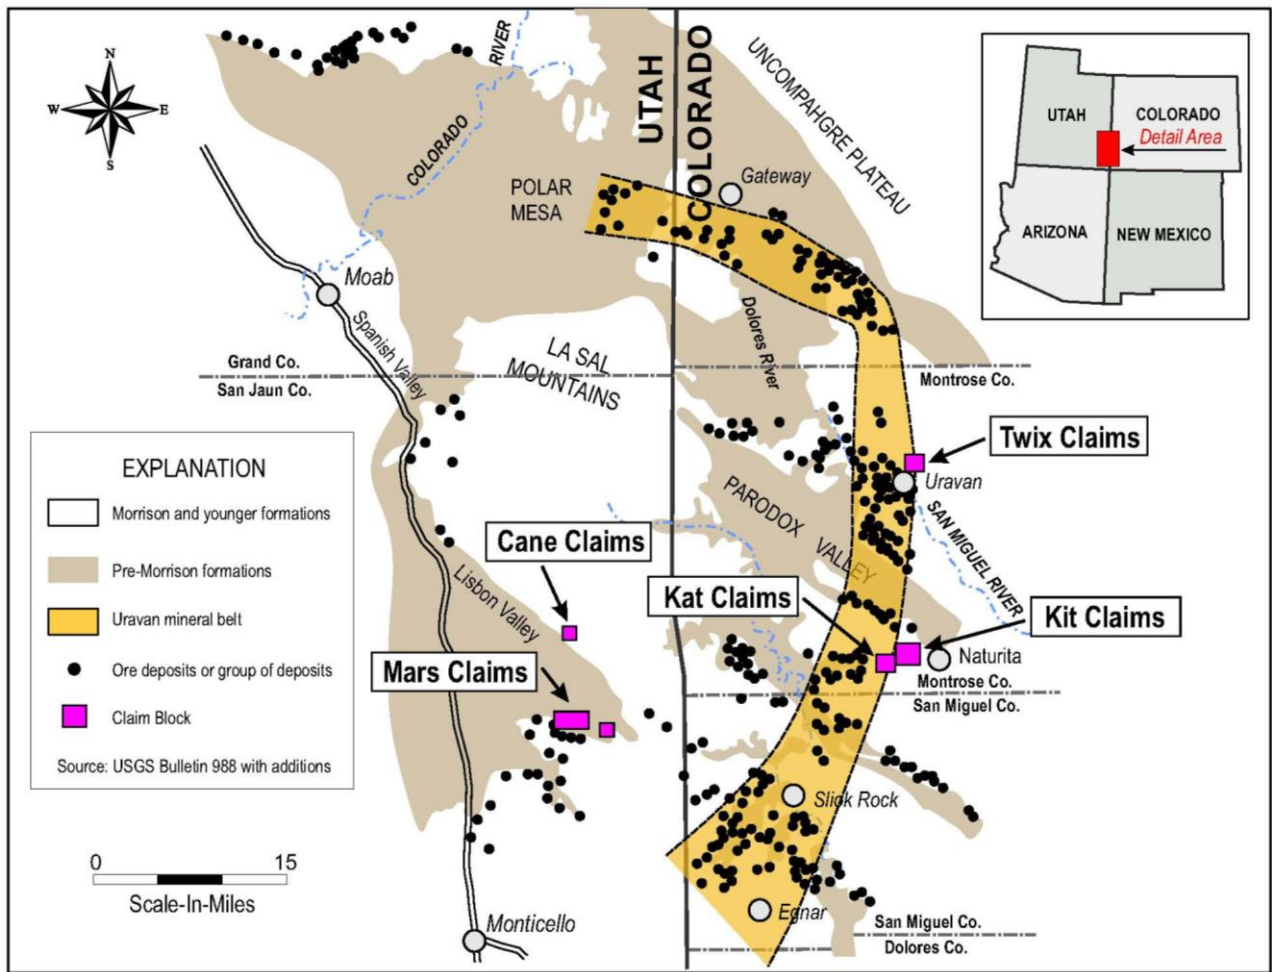 N
W
E
S
COLORADO
RIVER
UTAH
COLORADO
UNCOMPAHGRE PLATEAU
UTAH
COLORADO
Detail Area
ARIZONA
NEW MEXICO
POLAR
MESA
Gateway
Moab
Spanish Valley
Dolores River
LA SAL
MOUNTAINS
Grand Co.
San Jaun Co.
Montrose Co.
Twix Claims
Uravan
PARODOX VALLEY
SAN MIGUEL RIVER
Cane Claims
Lisbon Valley
Kat Claims
Kit Claims
Mars Claims
Naturita
Montrose Co.
San Miguel Co.
EXPLANATION
Morrison and younger formations
Pre-Morrison formations
Uravan mineral belt
Ore deposits or group of deposits
Claim Block
Source: USGS Bulletin 988 with additions
Slick Rock
0 15
Scale-In-Miles
Monticello
Egnar
San Miguel Co.
Dolores Co.